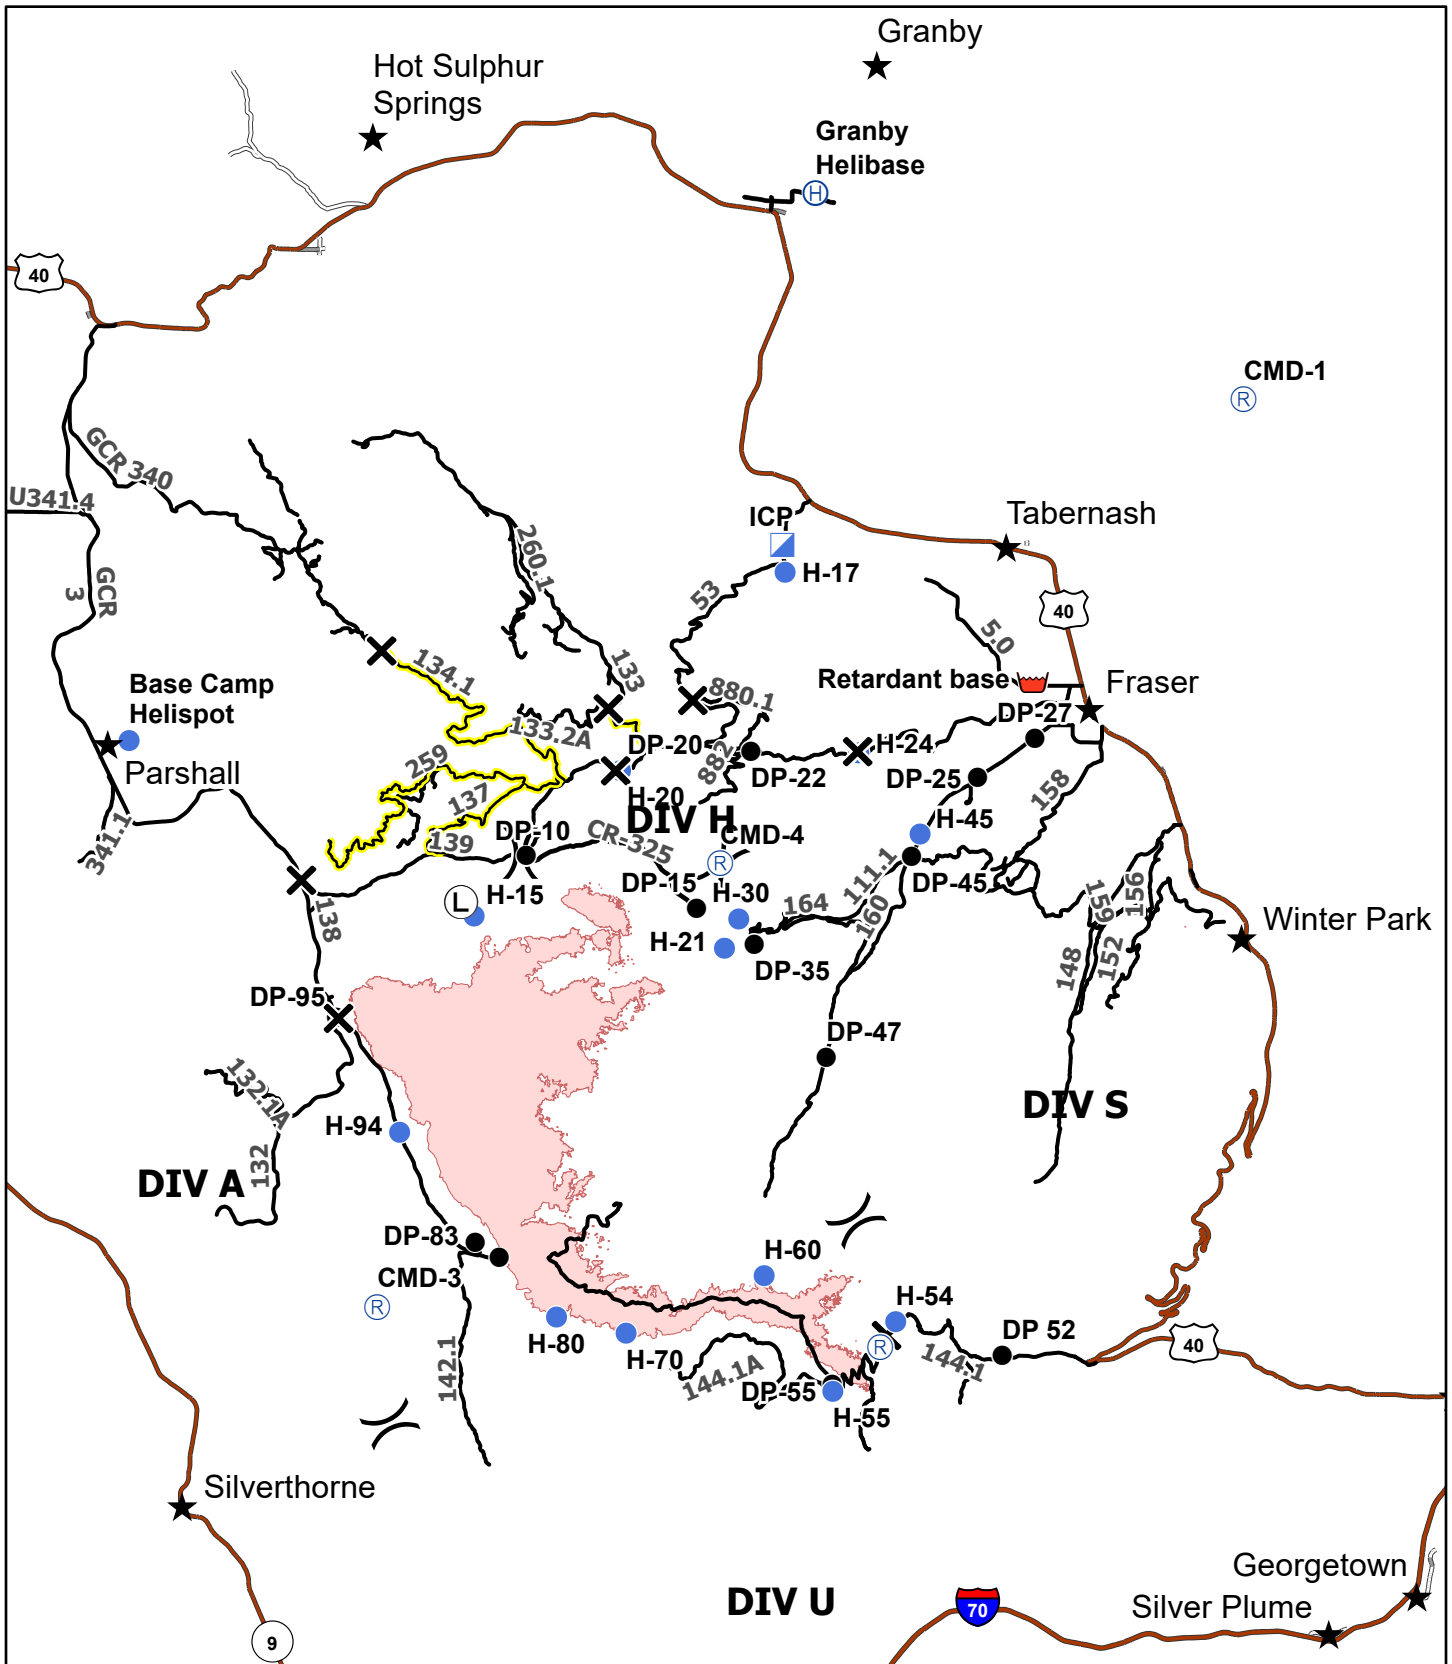 Granby
Hot Sulphur
Springs
Granby
Helibase
H
40
CMD-1
R
GCR 340
U341.4
ICP
Tabernash
H-17
260.1
53
GCR
3
40
5.0
133
134.1
Retardant base
Fraser
880.1
Base Camp
Helispot
DP-27
133.2A
DP-20
H-24
882
DP-22
Parshall
259
DP-25
158
137
H-20
DIV H
H-45
341.1
DP-10
CR-325
CMD-4
139
R
111.1
DP-45
DP-15
H-30
H-15
L
159
156
164
138
160
Winter Park
H-21
DP-35
148
152
DP-95
DP-47
132.1A
DIV S
H-94
132
DIV A
DP-83
H-60
CMD-3
R
H-54
H-80
H-70
R
DP 52
40
144.1
142.1
144.1A
DP-55
H-55
Silverthorne
Georgetown
DIV U
70
Silver Plume
9